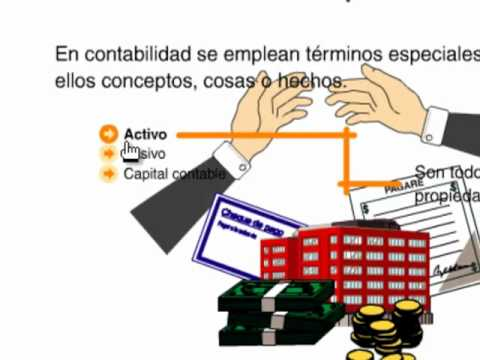 En contabilidad se emplean términos especiales
ellos conceptos, cosas o hechos.
Activo
Capital contable
Son todo
PAGARÉ
propieda
Cheque de pago
$
$